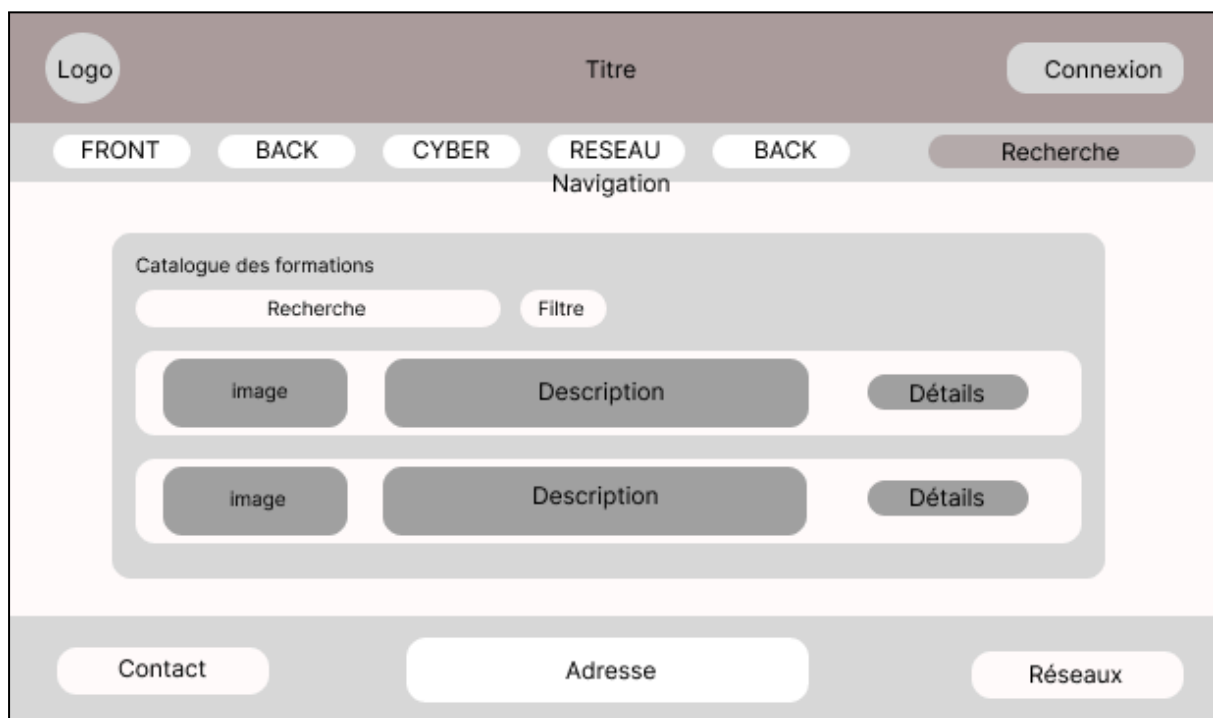 Logo
Titre
Connexion
FRONT
BACK
CYBER
RESEAU
BACK
Recherche
Navigation
Catalogue des formations
Recherche
Filtre
image
Description
Détails
image
Description
Détails
Contact
Adresse
Réseaux